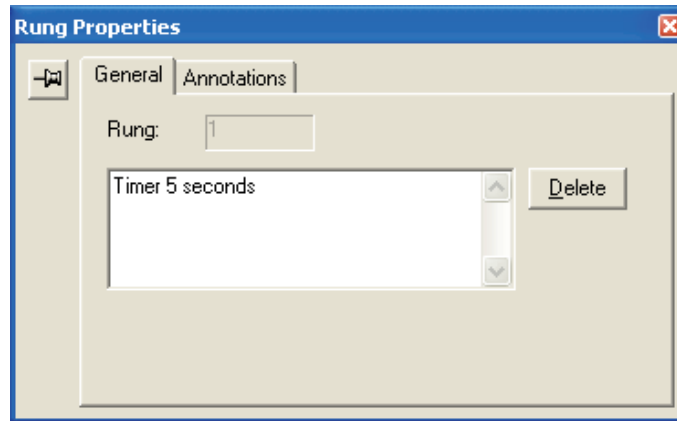 Rung Properties
General
Annotations
Rung:
1
Timer 5 seconds
Delete